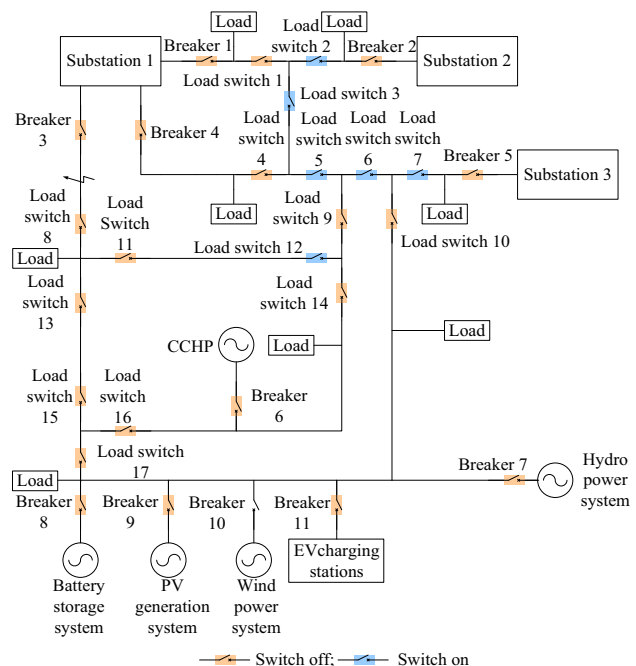 Load
Load
Substation 1
Breaker 1
Load
switch 2
Breaker 2
Substation 2
Load switch 1
Load switch 3
Breaker
3
Breaker 4
Load
switch
4
Load
switch
5
Load
switch
6
Load
switch
7
Breaker 5
Substation 3
Load
switch
8
Load
Switch
11
Load
Load
switch 9
Load
Load switch 10
Load
Load switch 12
Load
switch
13
Load
switch 14
CCHP
Load
Load
Load
switch
15
Load
switch
16
Breaker
6
Load switch
17
Load
Breaker 7
Hydro
power
system
Breaker
8
Breaker
9
Breaker
10
Breaker
11
EVcharging
stations
Battery
storage
system
PV
generation
system
Wind
power
system
Switch off;
Switch on